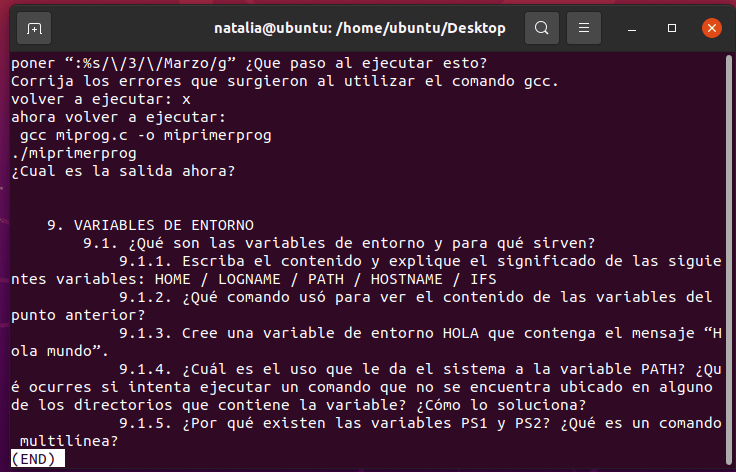 natalia@ubuntu: /home/ubuntu/Desktop
poner “:%s/\/3/\/Marzo/g” ¿Que paso al ejecutar esto?
Corrija los errores que surgieron al utilizar el comando gcc.
volver a ejecutar: x
ahora volver a ejecutar:
 gcc miprog.c -o miprimerprog
./miprimerprog
¿Cual es la salida ahora?
    9. VARIABLES DE ENTORNO
        9.1. ¿Qué son las variables de entorno y para qué sirven?
            9.1.1. Escriba el contenido y explique el significado de las siguie
ntes variables: HOME / LOGNAME / PATH / HOSTNAME / IFS
            9.1.2. ¿Qué comando usó para ver el contenido de las variables del
punto anterior?
            9.1.3. Cree una variable de entorno HOLA que contenga el mensaje “H
ola mundo”.
            9.1.4. ¿Cuál es el uso que le da el sistema a la variable PATH? ¿Qu
é ocurres si intenta ejecutar un comando que no se encuentra ubicado en alguno
de los directorios que contiene la variable? ¿Cómo lo soluciona?
            9.1.5. ¿Por qué existen las variables PS1 y PS2? ¿Qué es un comando
 multilínea?
(END)